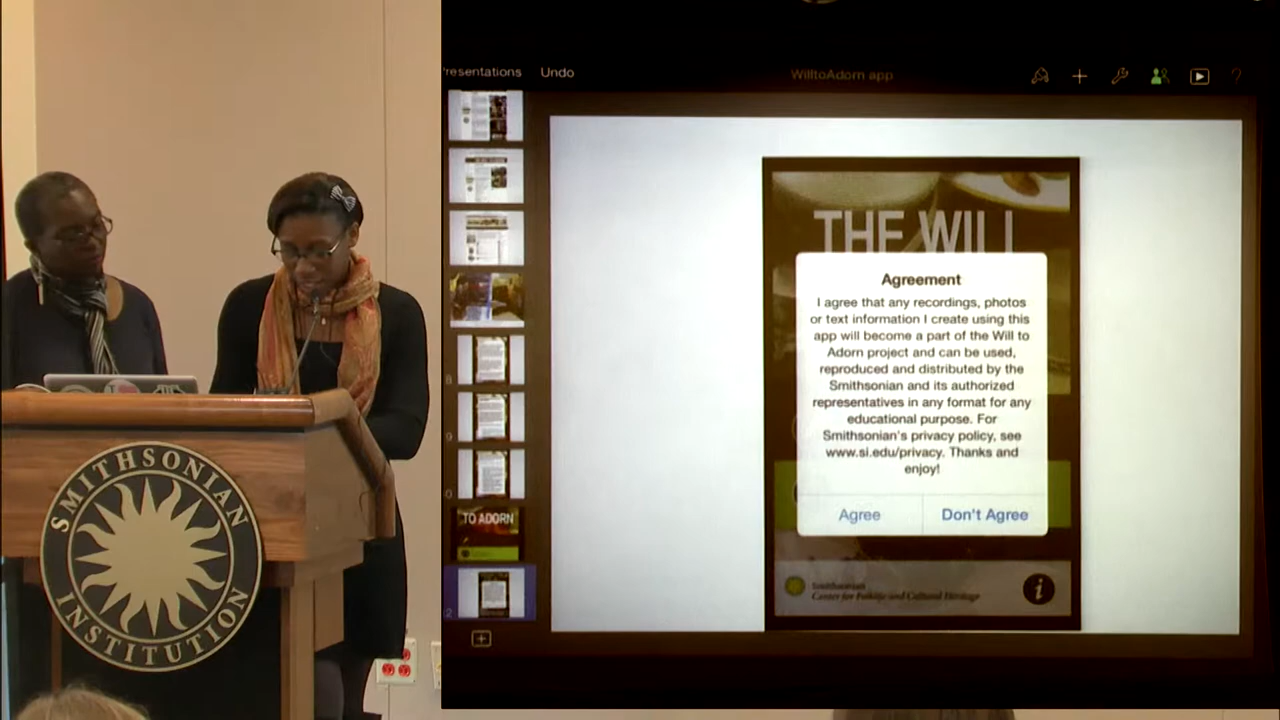 resentations Undo WilltoAdorn app
THE WILL
Agreement
I agree that any recordings, photos
or text information I create using this
app will become a part of the Will to
Adorn project and can be used,
reproduced and distributed by the
Smithsonian and its authorized
representatives in any format for any
educational purpose. For
Smithsonian's privacy policy, see
www.si.edu/privacy. Thanks and
enjoy!
Agree Don't Agree
Smithsonian
Center for Folklife and Cultural Heritage
TO ADORN
SMITHSONIAN
INSTITUTION